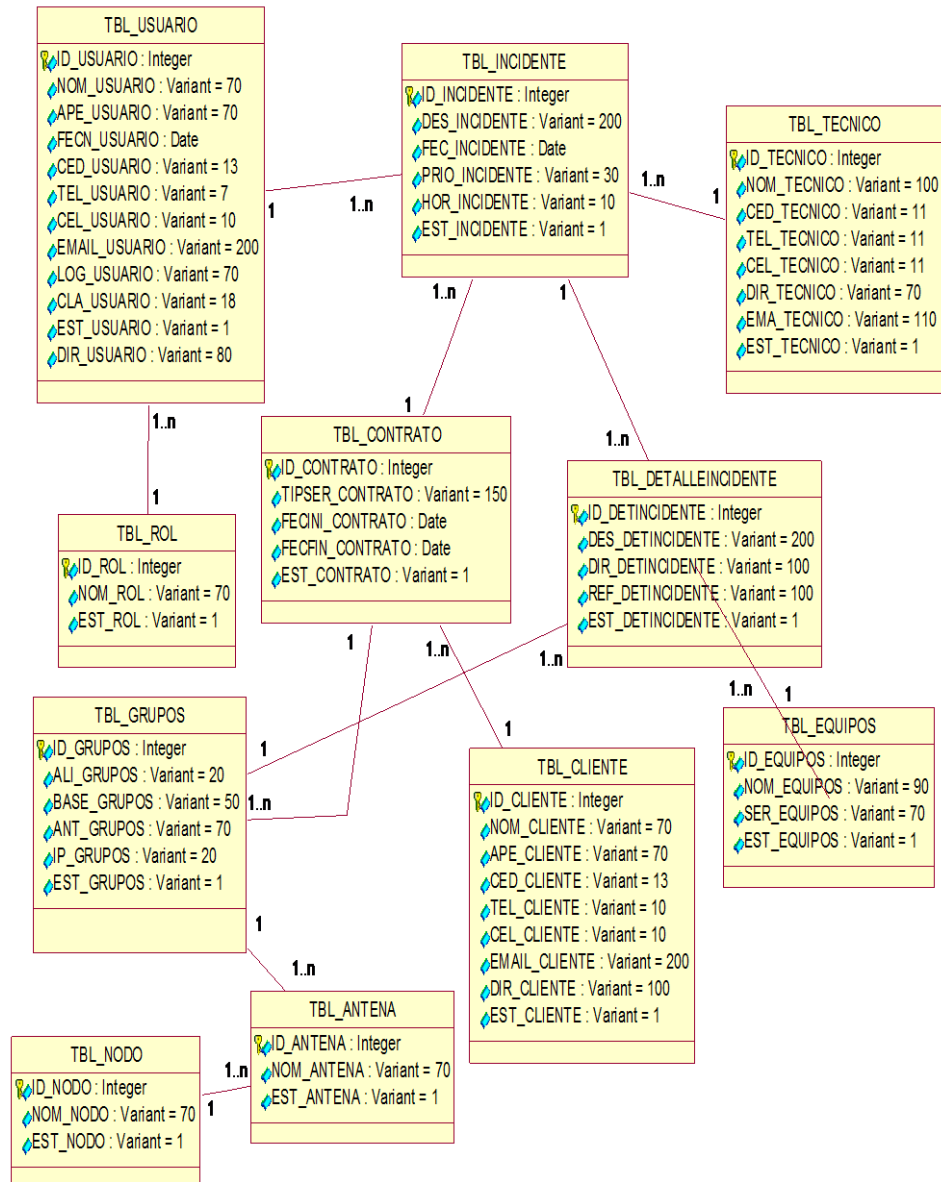 TBL_USUARIO
ID_USUARIO : Integer
NOM_USUARIO : Variant = 70
APE_USUARIO : Variant = 70
FECN_USUARIO : Date
CED_USUARIO : Variant = 13
TEL_USUARIO : Variant = 7
CEL_USUARIO : Variant = 10
EMAIL_USUARIO : Variant = 200
LOG_USUARIO : Variant = 70
CLA_USUARIO : Variant = 18
EST_USUARIO : Variant = 1
DIR_USUARIO : Variant = 80
TBL_INCIDENTE
ID_INCIDENTE : Integer
DES_INCIDENTE : Variant = 200
FEC_INCIDENTE : Date
PRIO_INCIDENTE : Variant = 30
HOR_INCIDENTE : Variant = 10
EST_INCIDENTE : Variant = 1
TBL_TECNICO
ID_TECNICO : Integer
NOM_TECNICO : Variant = 100
CED_TECNICO : Variant = 11
TEL_TECNICO : Variant = 11
CEL_TECNICO : Variant = 11
DIR_TECNICO : Variant = 70
EMA_TECNICO : Variant = 110
EST_TECNICO : Variant = 1
1
1..n
1..n
1
1..n
1
1..n
1
1
1..n
TBL_ROL
ID_ROL : Integer
NOM_ROL : Variant = 70
EST_ROL : Variant = 1
TBL_CONTRATO
ID_CONTRATO : Integer
TIPSER_CONTRATO : Variant = 150
FECINI_CONTRATO : Date
FECFIN_CONTRATO : Date
EST_CONTRATO : Variant = 1
TBL_DETALLEINCIDENTE
ID_DETINCIDENTE : Integer
DES_DETINCIDENTE : Variant = 200
DIR_DETINCIDENTE : Variant = 100
REF_DETINCIDENTE : Variant = 100
EST_DETINCIDENTE : Variant = 1
1
1..n
1..n
1..n
1
TBL_GRUPOS
ID_GRUPOS : Integer
ALI_GRUPOS : Variant = 20
BASE_GRUPOS : Variant = 50
ANT_GRUPOS : Variant = 70
IP_GRUPOS : Variant = 20
EST_GRUPOS : Variant = 1
1
1..n
1
TBL_CLIENTE
ID_CLIENTE : Integer
NOM_CLIENTE : Variant = 70
APE_CLIENTE : Variant = 70
CED_CLIENTE : Variant = 13
TEL_CLIENTE : Variant = 10
CEL_CLIENTE : Variant = 10
EMAIL_CLIENTE : Variant = 200
DIR_CLIENTE : Variant = 100
EST_CLIENTE : Variant = 1
TBL_EQUIPOS
ID_EQUIPOS : Integer
NOM_EQUIPOS : Variant = 90
SER_EQUIPOS : Variant = 70
EST_EQUIPOS : Variant = 1
1
1..n
TBL_ANTENA
ID_ANTENA : Integer
NOM_ANTENA : Variant = 70
EST_ANTENA : Variant = 1
TBL_NODO
ID_NODO : Integer
NOM_NODO : Variant = 70
EST_NODO : Variant = 1
1..n
1